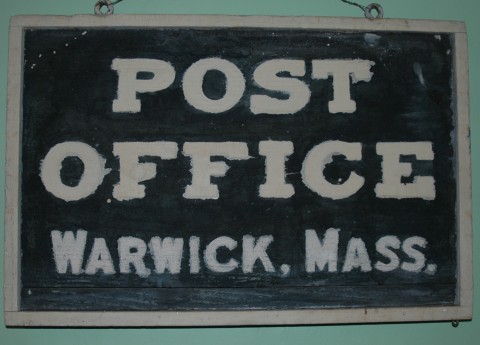 POST
OFFICE
WARWICK, MASS.